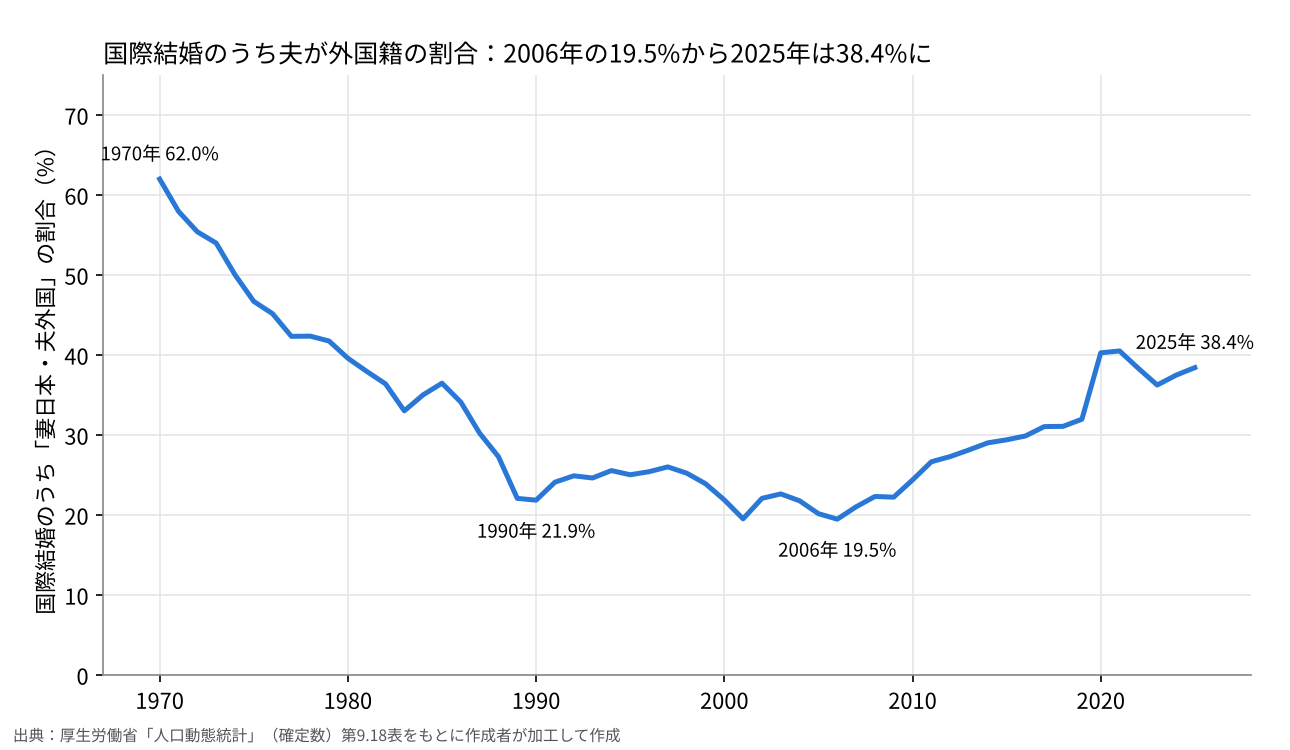 国際結婚のうち夫が外国籍の割合：2006年の19.5%から2025年は38.4%に
国際結婚のうち「妻日本・夫外国」の割合（%）
70
60
50
40
30
20
10
0
1970年 62.0%
1990年 21.9%
2006年 19.5%
2025年 38.4%
1970
1980
1990
2000
2010
2020
出典：厚生労働省「人口動態統計」（確定数）第9.18表をもとに作成者が加工して作成